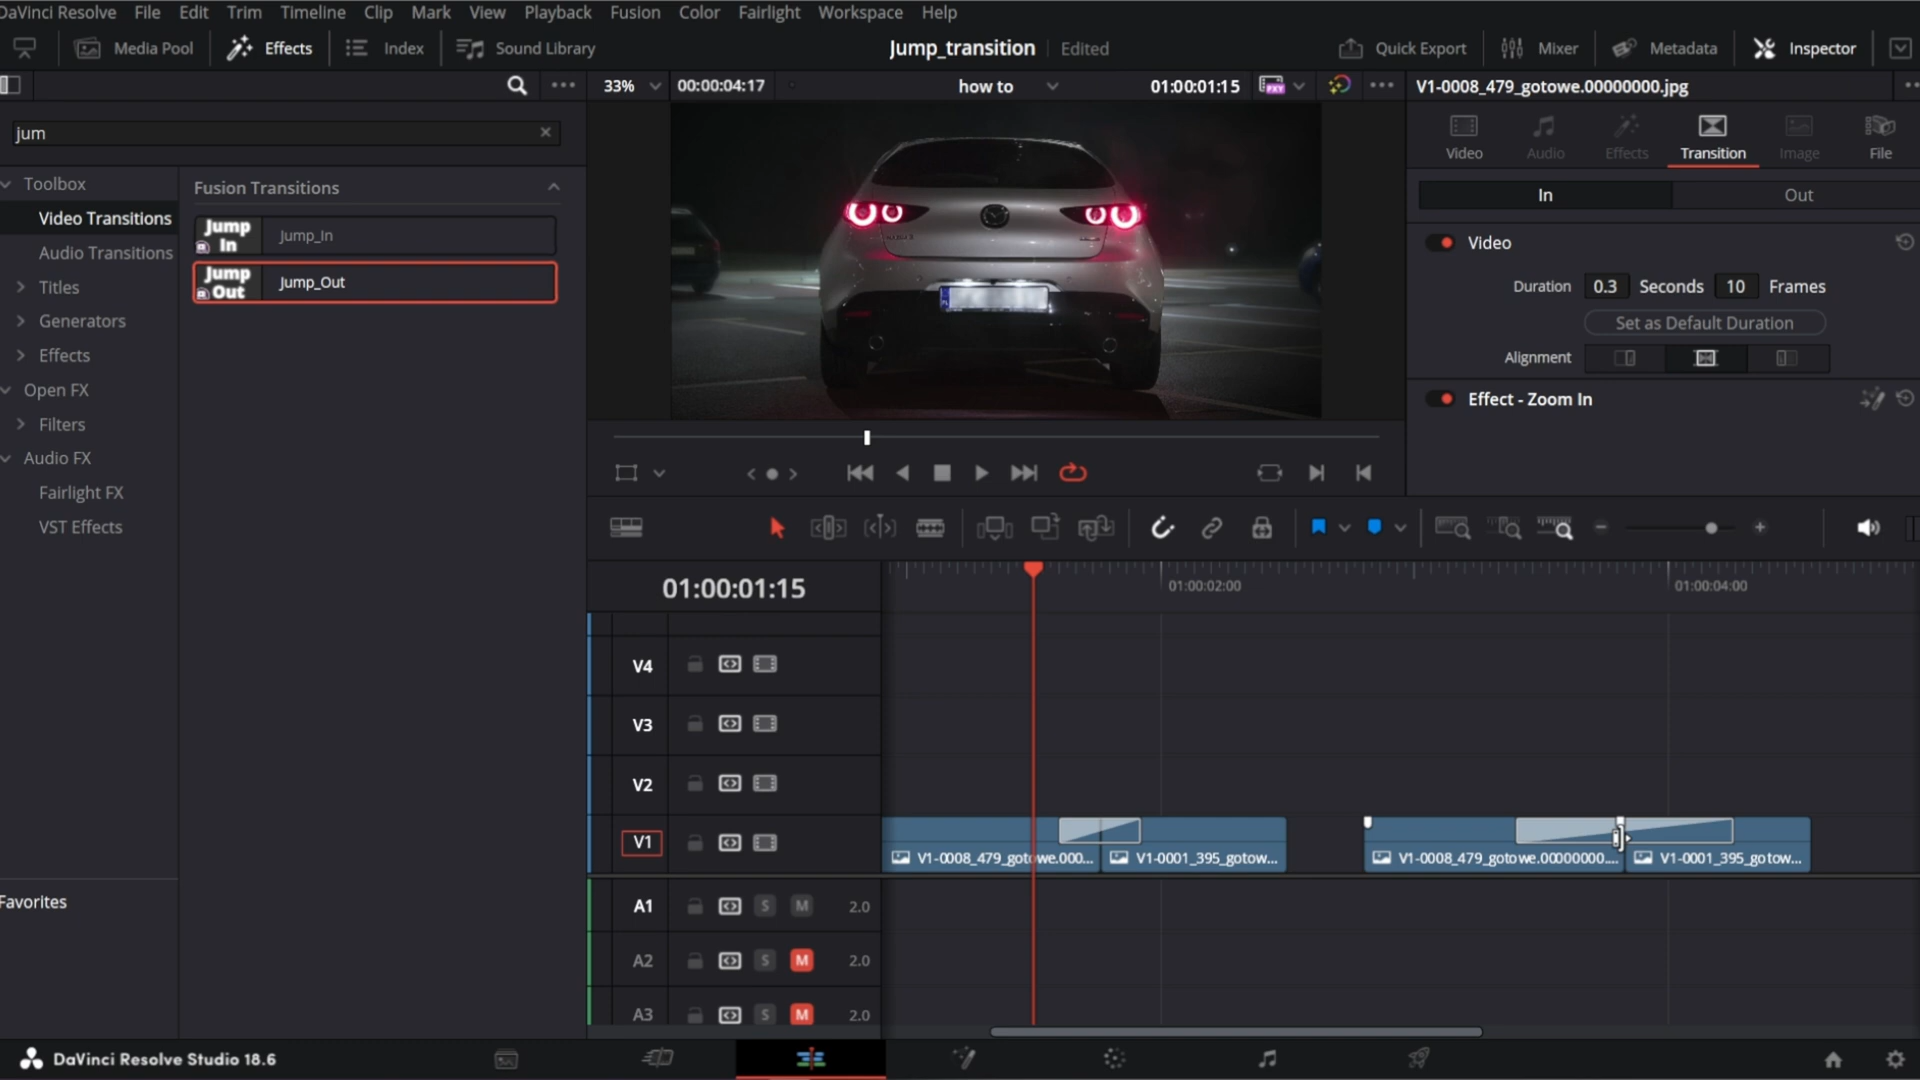 DaVinci Resolve File Edit Trim Timeline Clip Mark View Playback Fusion Color Fairlight Workspace Help
Media Pool Effects Index Sound Library Jump_transition Edited Quick Export Mixer Metadata Inspector
33% 00:00:04:17 how to 01:00:01:15 V1-0008_479_gotowe.00000000.jpg
jum
Toolbox
Video Transitions
Audio Transitions
Titles
Generators
Effects
Open FX
Filters
Audio FX
Fairlight FX
VST Effects
Favorites
Fusion Transitions
Jump In Jump_In
Jump Out Jump_Out
Video Audio Effects Transition Image File
In Out
Video
Duration 0.3 Seconds 10 Frames
Set as Default Duration
Alignment
Effect - Zoom In
01:00:01:15 01:00:02:00 01:00:04:00
V4
V3
V2
V1
V1-0008_479_gotowe.000... V1-0001_395_gotow... V1-0008_479_gotowe.00000000.... V1-0001_395_gotow...
A1 S M 2.0
A2 S M 2.0
A3 S M 2.0
DaVinci Resolve Studio 18.6